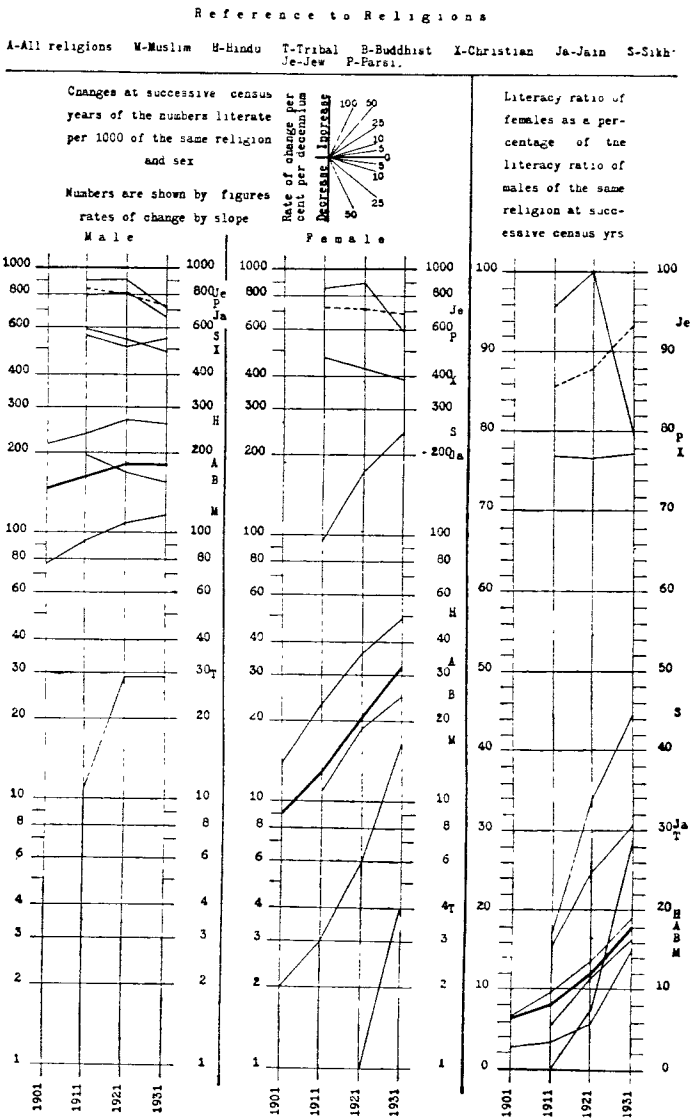 Reference to Religions
A-All religions M-Muslim H-Hindu T-Tribal B-Buddhist X-Christian Ja-Jain S-Sikh
Je-Jew P-Parsi.
Changes at successive census
years of the numbers literate
per 1000 of the same religion
and sex
Numbers are shown by figures
rates of change by slope
Rate of change per
cent per decennium
Decrease Increase
100 50
25
10
5
0
5
10
25
50
Literacy ratio of
females as a per-
centage of the
literacy ratio of
males of the same
religion at succ-
essive census yrs
Male
1000 1000
800 800 Je
P
Ja
600 600
S
X
400 400
300 300
H
200 200
A
B
M
100 100
80 80
60 60
40 40
30 30 T
20 20
10 10
8 8
6 6
4 4
3 3
2 2
1 1
1901 1911 1921 1931
Female
1000 1000
800 800
Je
600 600
P
400 400 X
300 300
S
200 200 Ja
100 100
80 80
60 60
H
40 40
A
30 30
B
20 20
M
10 10
8 8
6 6
4 4 T
3 3
2 2
1 1
1901 1911 1921 1931
100 100
Je
90 90
80 80 P
X
70 70
60 60
50 50
S
40 40
Ja
30 30 T
20 20 H
A
B
M
10 10
0 0
1901 1911 1921 1931